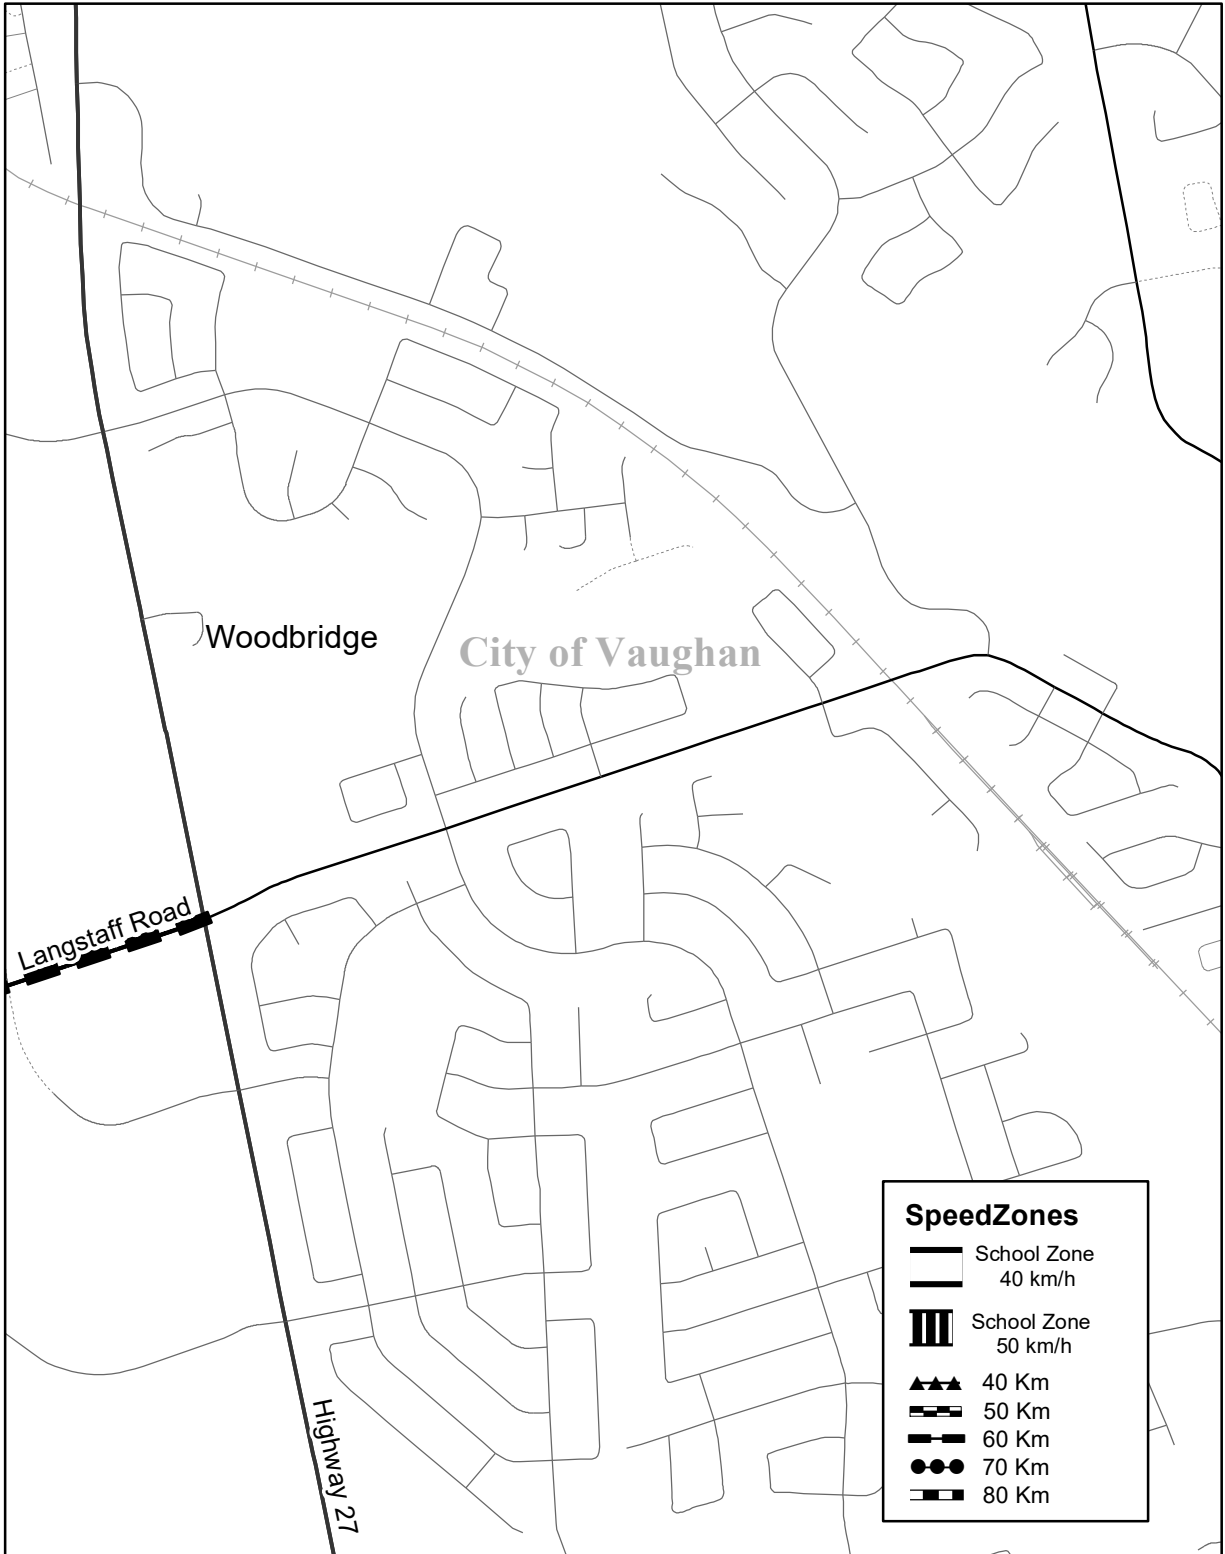 Woodbridge
City of Vaughan
Langstaff Road
Highway 27
SpeedZones
School Zone
40 km/h
School Zone
50 km/h
40 Km
50 Km
60 Km
70 Km
80 Km